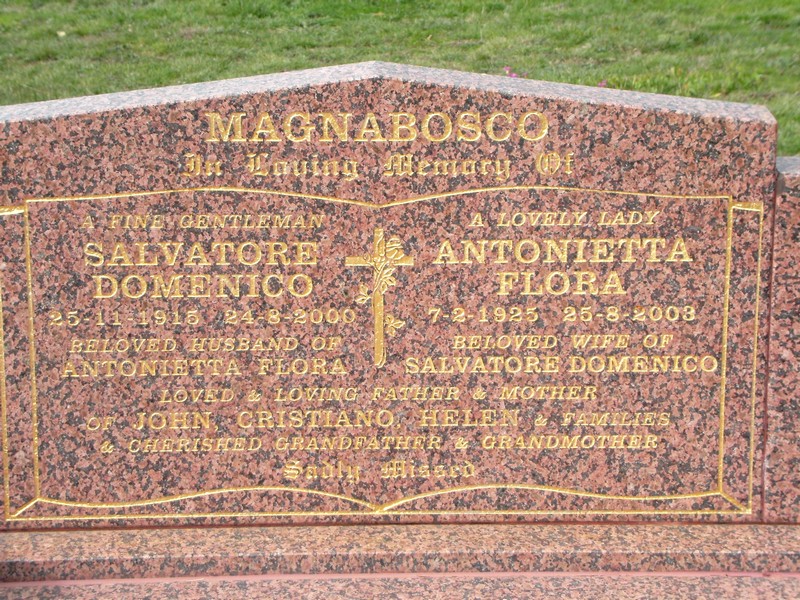 MAGNABOSCO
In Loving Memory Of
A FINE GENTLEMAN
SALVATORE
DOMENICO
25-11-1915 24-8-2000
BELOVED HUSBAND OF
ANTONIETTA FLORA
A LOVELY LADY
ANTONIETTA
FLORA
7-2-1925 25-8-2003
BELOVED WIFE OF
SALVATORE DOMENICO
LOVED & LOVING FATHER & MOTHER
OF JOHN, CRISTIANO, HELEN & FAMILIES
& CHERISHED GRANDFATHER & GRANDMOTHER
Sadly Missed